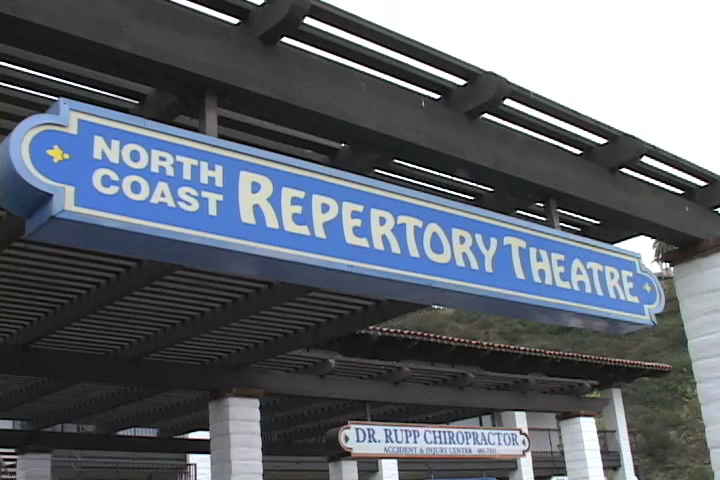 NORTH
COAST REPERTORY THEATRE
DR. RUPP CHIROPRACTOR
ACCIDENT & INJURY CENTER